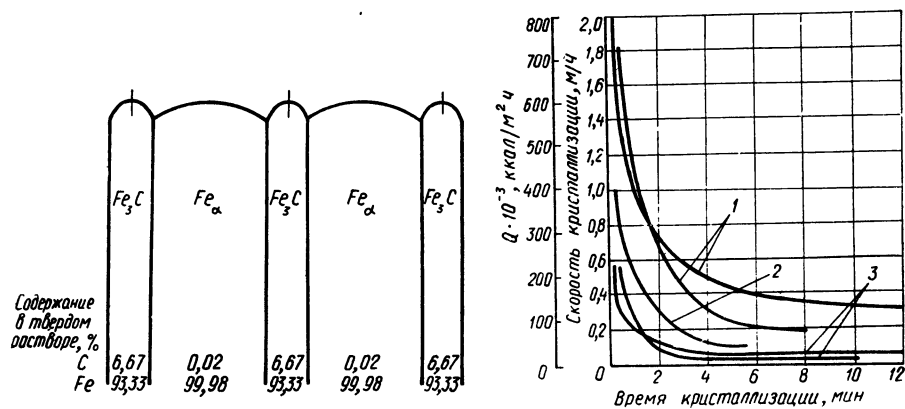 Fe₃C Feα Fe₃C Feα Fe₃C
Содержание
в твердом
растворе, %
C 6,67 0,02 6,67 0,02 6,67
Fe 93,33 99,98 93,33 99,98 93,33
Q·10⁻³, ккал/м² ч
800
700
600
500
400
300
200
100
0
Скорость кристаллизации, м/ч
2,0
1,8
1,6
1,4
1,2
1,0
0,8
0,6
0,4
0,2
0
1
2
3
2 4 6 8 10 12
Время кристаллизации, мин